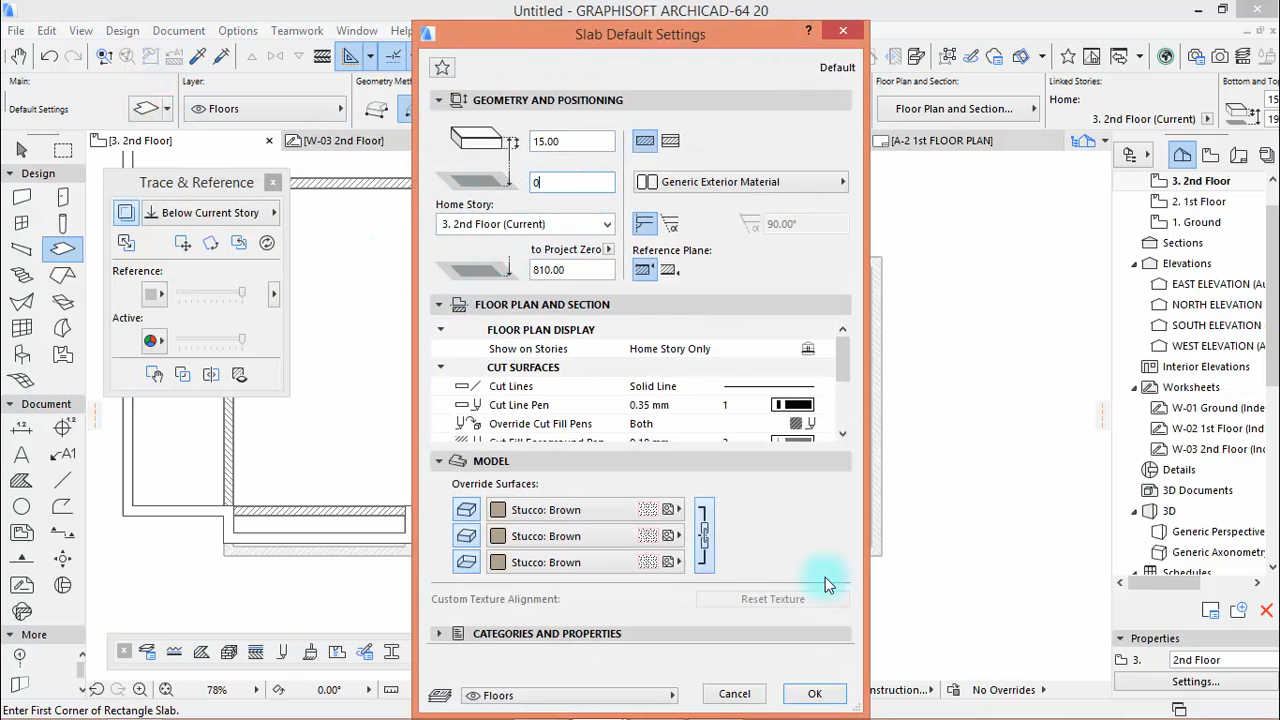 Untitled - GRAPHISOFT ARCHICAD-64 20
File Edit View Design Document Options Teamwork Window
Main:
Default Settings
Layer:
Floors
Floor Plan and Section...
Linked Stories:
Home:
3. 2nd Floor (Current)
[3. 2nd Floor]
[W-03 2nd Floor]
[A-2 1st FLOOR PLAN]
Design
Document
More
Trace & Reference
Below Current Story
Reference:
Active:
Slab Default Settings
?
Default
GEOMETRY AND POSITIONING
15.00
0
Generic Exterior Material
Home Story:
3. 2nd Floor (Current)
90.00°
to Project Zero
Reference Plane:
810.00
FLOOR PLAN AND SECTION
FLOOR PLAN DISPLAY
Show on Stories Home Story Only
CUT SURFACES
Cut Lines Solid Line
Cut Line Pen 0.35 mm 1
Override Cut Fill Pens Both
MODEL
Override Surfaces:
Stucco: Brown
Stucco: Brown
Stucco: Brown
Custom Texture Alignment: Reset Texture
CATEGORIES AND PROPERTIES
Floors
Cancel OK
3. 2nd Floor
2. 1st Floor
1. Ground
Sections
Elevations
EAST ELEVATION (Au
NORTH ELEVATION
SOUTH ELEVATION
WEST ELEVATION (A
Interior Elevations
Worksheets
W-01 Ground (Inde
W-02 1st Floor (Ind
W-03 2nd Floor (Ind
Details
3D Documents
3D
Generic Perspectiv
Generic Axonometr
Properties
3. 2nd Floor
Settings...
78% 0.00°
No Overrides
Enter First Corner of Rectangle Slab.